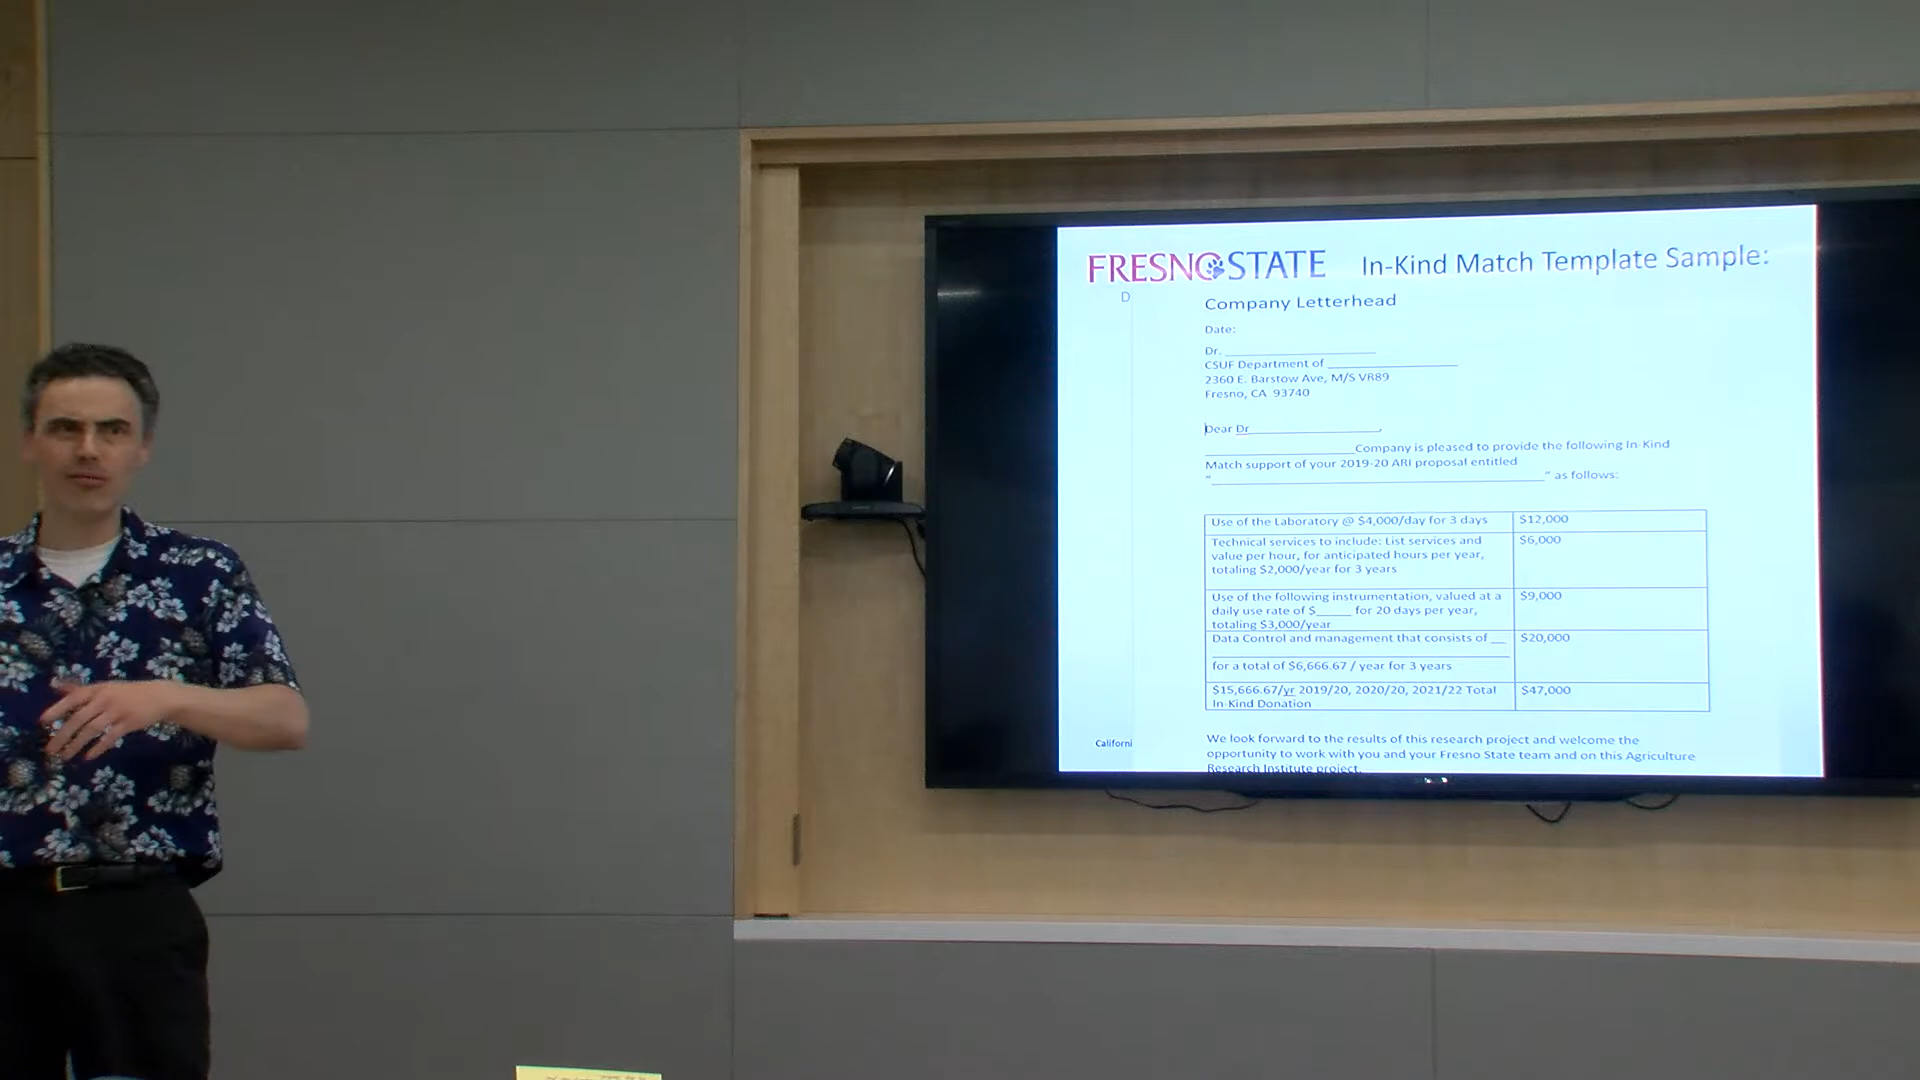 FRESNO STATE In-Kind Match Template Sample:
D
Company Letterhead
Date:
Dr. ____________________
CSUF Department of ____________________
2360 E. Barstow Ave, M/S VR89
Fresno, CA 93740
Dear Dr____________________,
____________________Company is pleased to provide the following In-Kind
Match support of your 2019-20 ARI proposal entitled
"____________________" as follows:
Use of the Laboratory @ $4,000/day for 3 days $12,000
Technical services to include: List services and $6,000
value per hour, for anticipated hours per year,
totaling $2,000/year for 3 years
Use of the following instrumentation, valued at a $9,000
daily use rate of $_____ for 20 days per year,
totaling $3,000/year
Data Control and management that consists of __ $20,000
____________________
for a total of $6,666.67 / year for 3 years
$15,666.67/yr 2019/20, 2020/20, 2021/22 Total $47,000
In-Kind Donation
We look forward to the results of this research project and welcome the
Californi
opportunity to work with you and your Fresno State team and on this Agriculture
Research Institute project.